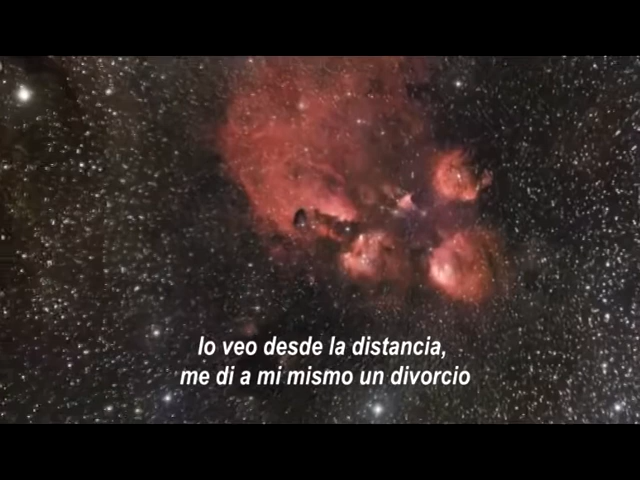 lo veo desde la distancia,
me di a mi mismo un divorcio